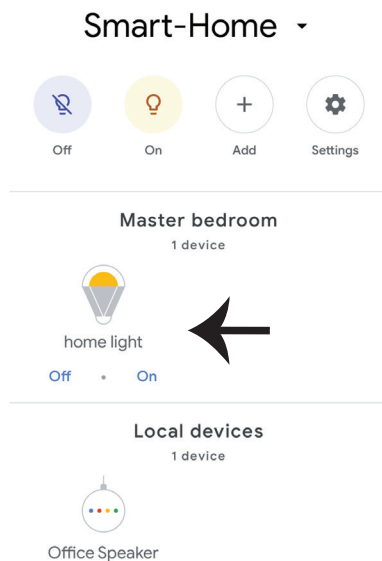 Smart-Home
Off On Add Settings
Master bedroom
1 device
home light
Off • On
Local devices
1 device
Office Speaker